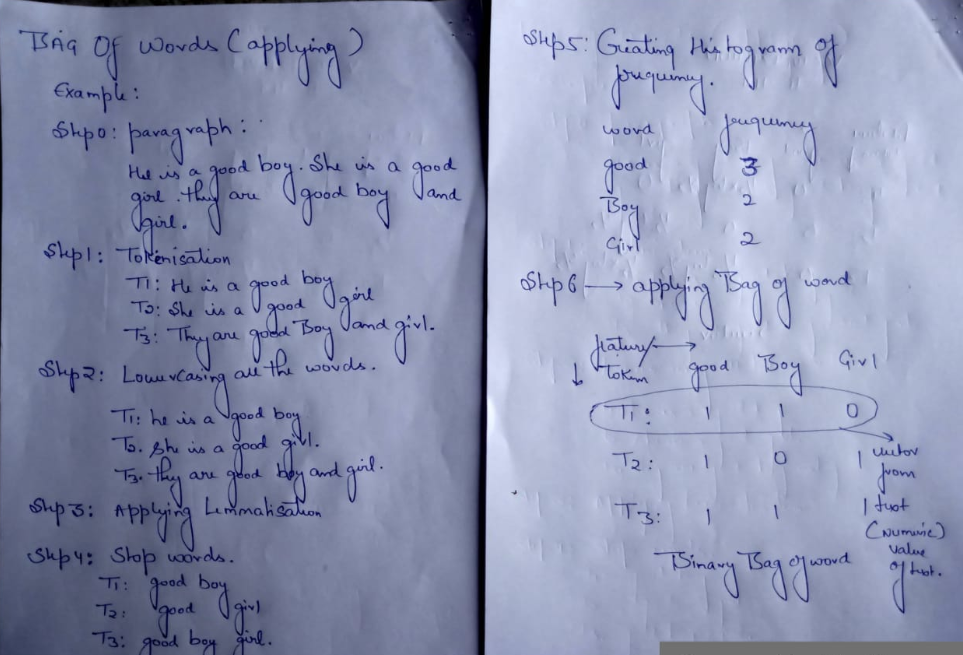 Bag Of Words (applying)
Example:
Step0: paragraph:
He is a good boy. She is a good
girl. they are good boy and
girl.
Step1: Tokenisation
T1: He is a good boy
T2: She is a good girl
T3: They are good Boy and girl.
Step2: Lowercasing all the words.
T1: he is a good boy
T2. She is a good girl.
T3. they are good boy and girl.
Step3: Applying Lemmatisation
Step4: Stop words.
T1: good boy
T2: good girl
T3: good boy girl.
Step5: Creating Histogram of
frequency.
word frequency
good 3
Boy 2
Girl 2
Step6 → applying Bag of word
feature/ →
↓ Token good Boy Girl
T1: 1 1 0
T2: 1 0 1
T3: 1 1 1
vector
from
text
(Numeric)
value
of text.
Binary Bag of word